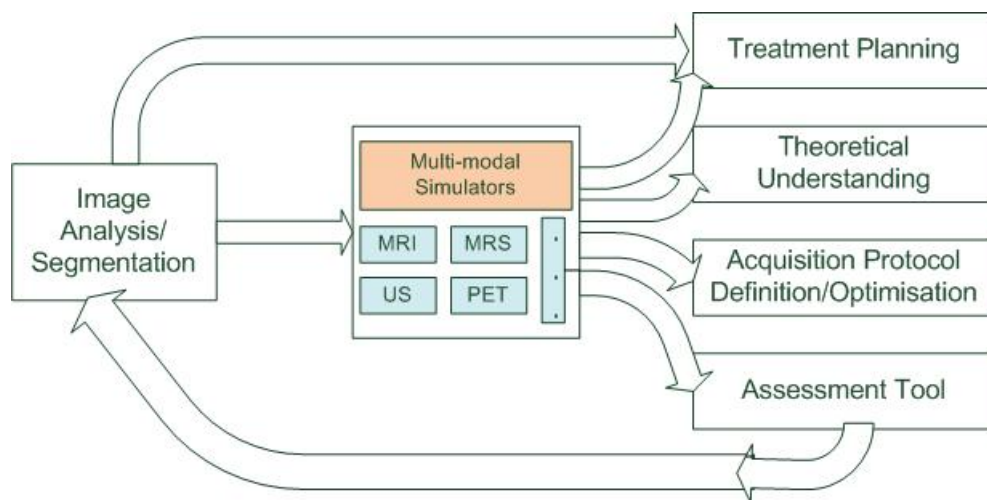 Treatment Planning
Multi-modal
Simulators
Theoretical
Understanding
Image
Analysis/
Segmentation
MRI
MRS
US
PET
Acquisition Protocol
Definition/Optimisation
Assessment Tool